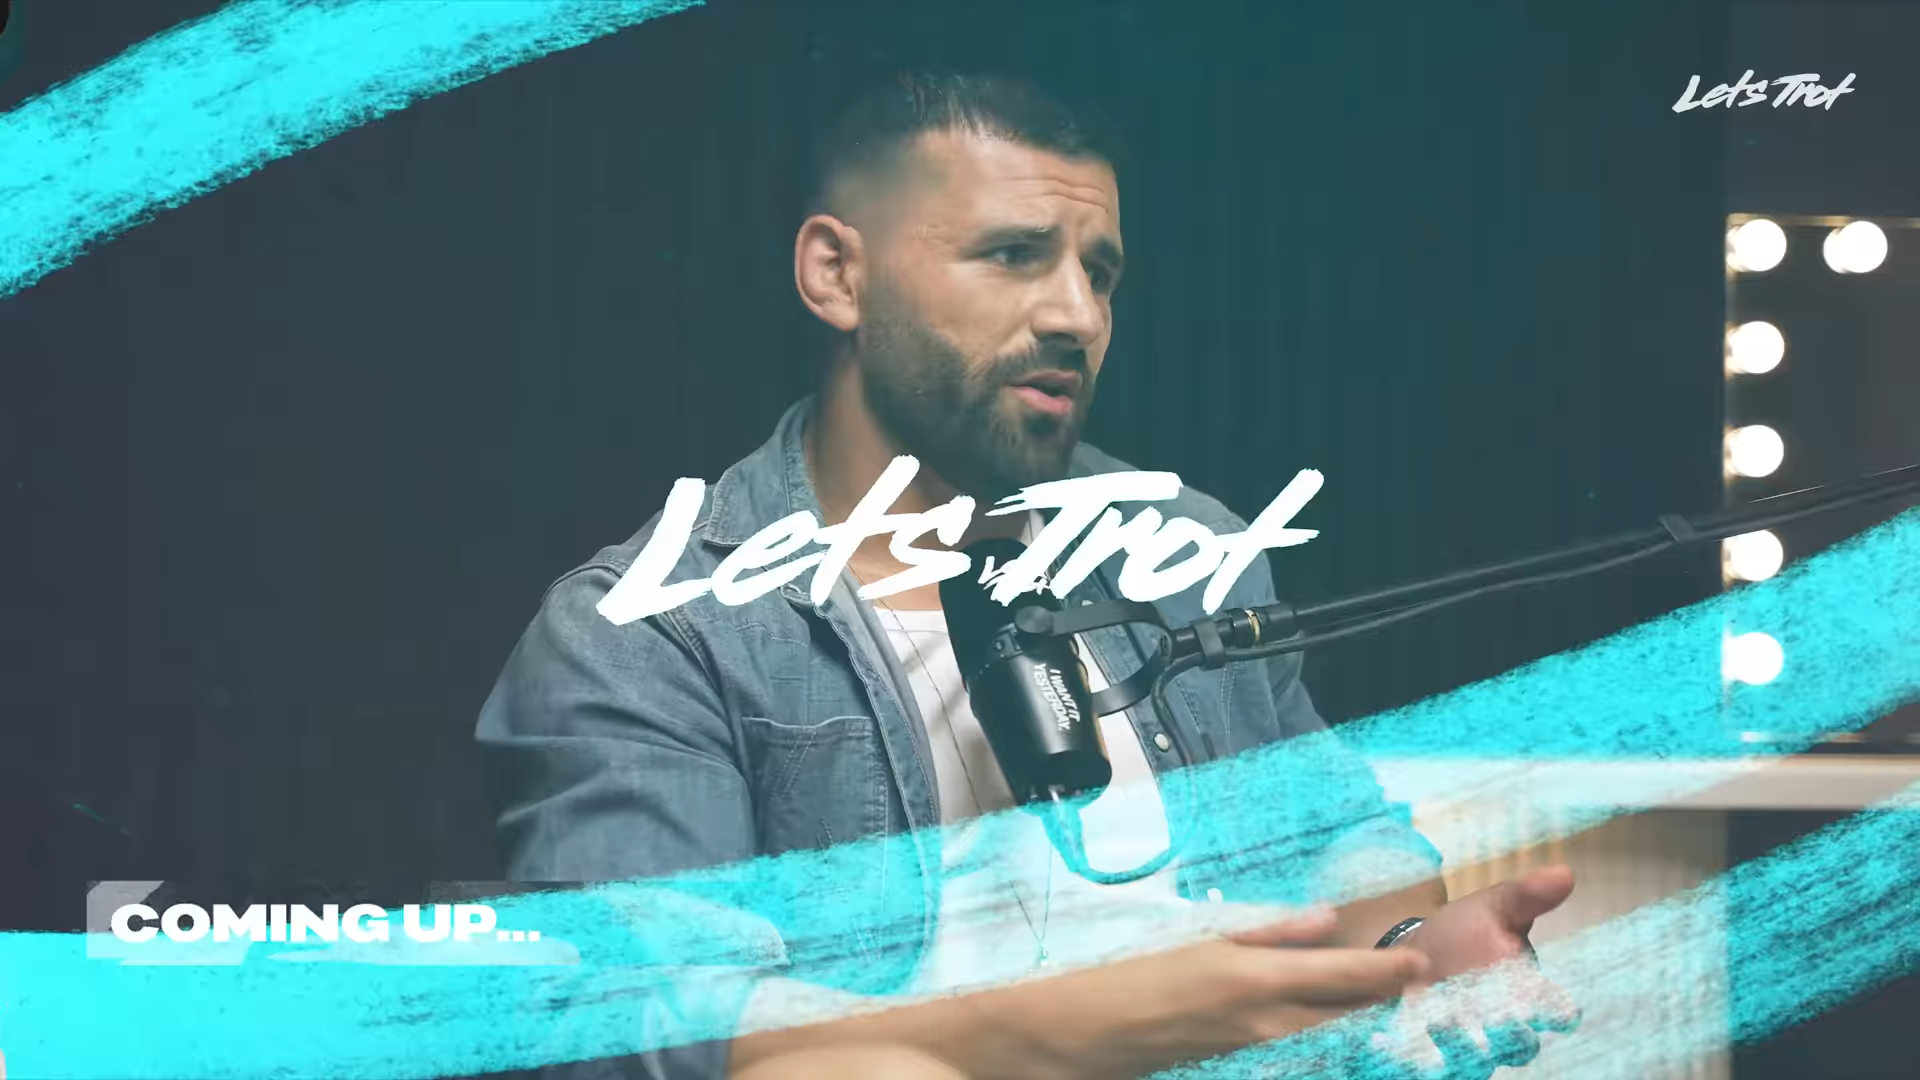 Lets Trot
Lets Trot
I WANT IT
YESTERDAY.
COMING UP...